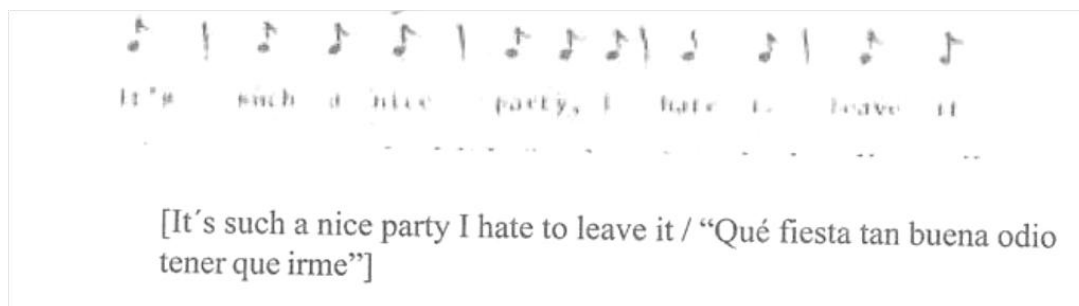 It's such a nice party, I hate to leave it
[It´s such a nice party I hate to leave it / “Qué fiesta tan buena odio
tener que irme”]